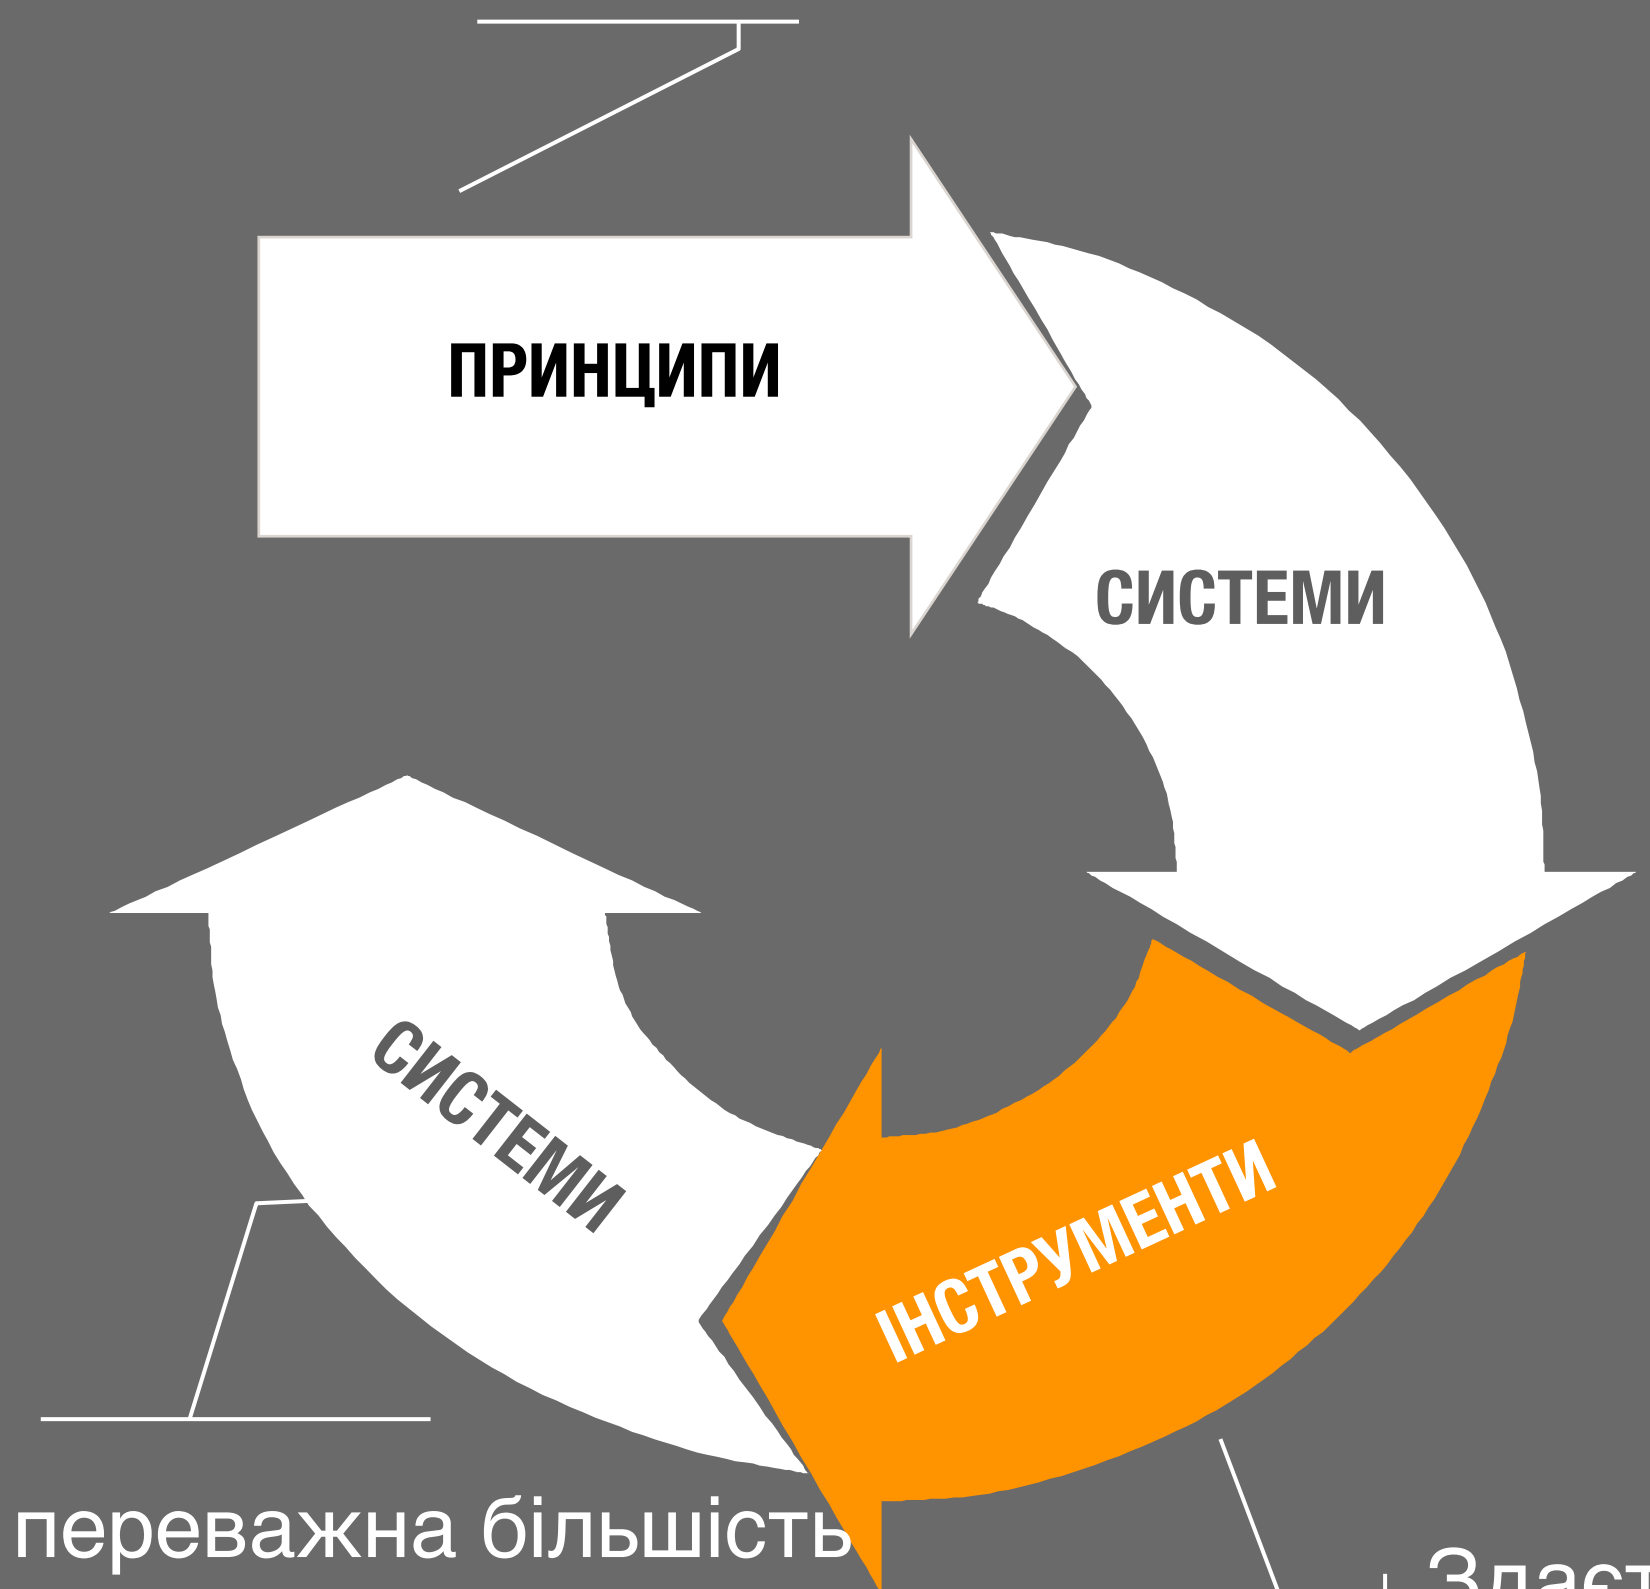 ПРИНЦИПИ
СИСТЕМИ
СИСТЕМИ
ІНСТРУМЕНТИ
переважна більшість